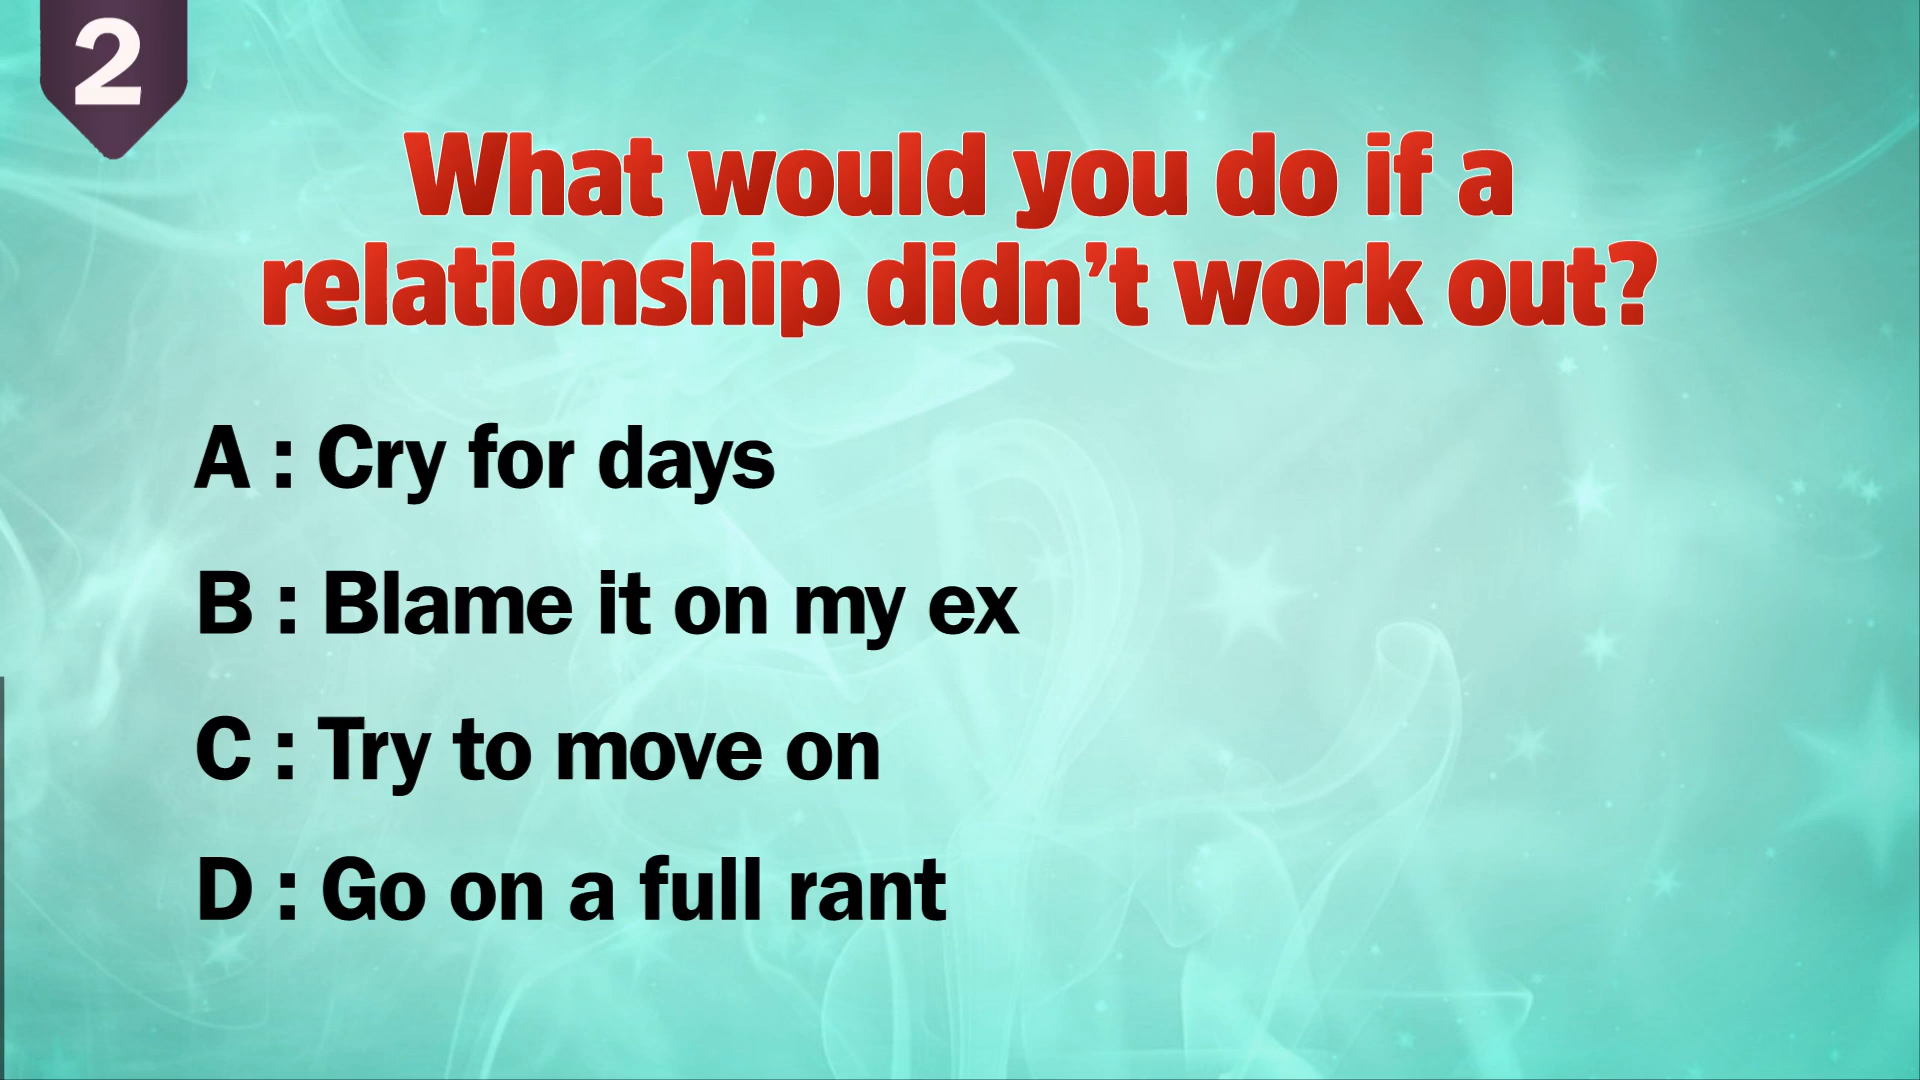 2
What would you do if a
relationship didn’t work out?
A : Cry for days
B : Blame it on my ex
C : Try to move on
D : Go on a full rant